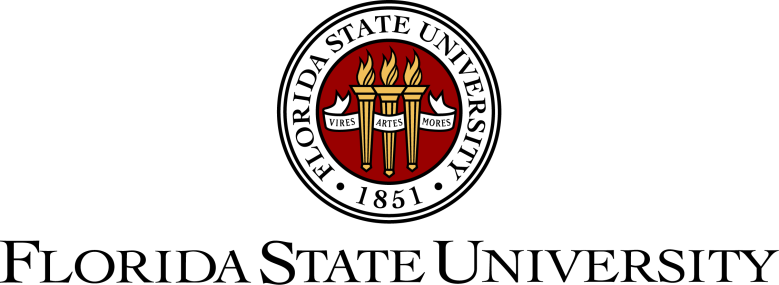 FLORIDA STATE UNIVERSITY
VIRES ARTES MORES
• 1851 •
FLORIDA STATE UNIVERSITY